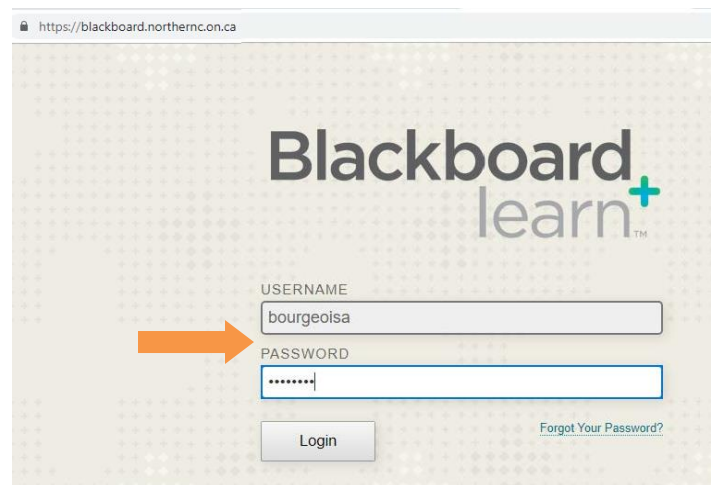 https://blackboard.northernc.on.ca
Blackboard
learn+™
USERNAME
bourgeoisa
PASSWORD
••••••••
Login
Forgot Your Password?